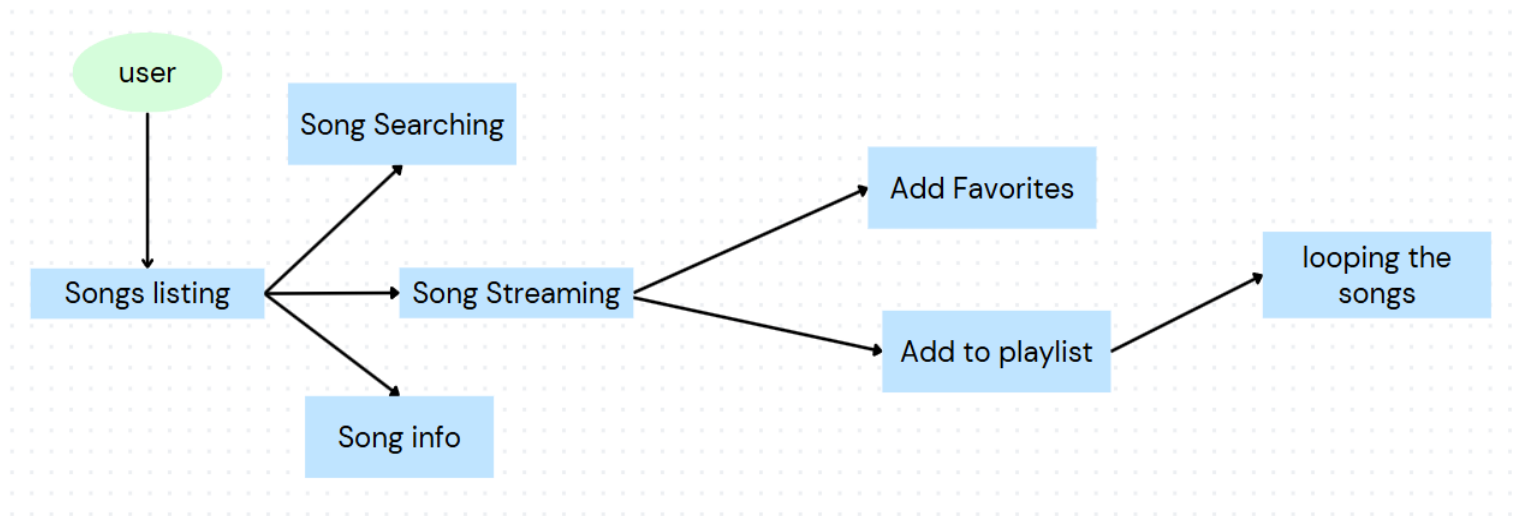 user
Song Searching
Add Favorites
looping the
songs
Songs listing
Song Streaming
Add to playlist
Song info